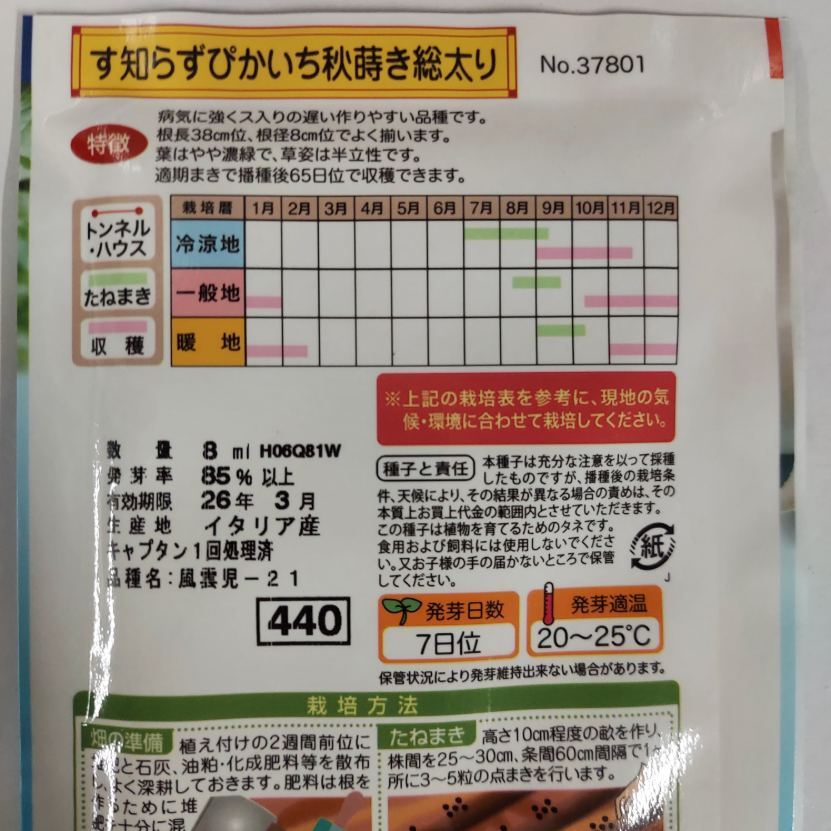 す知らずぴかいち秋蒔き総太り
No.37801
特徴
病気に強くス入りの遅い作りやすい品種です。
根長38cm位、根径8cm位でよく揃います。
葉はやや濃緑で、草姿は半立性です。
適期まきで播種後65日位で収穫できます。
トンネル
・ハウス
たねまき
収穫
栽培暦 1月 2月 3月 4月 5月 6月 7月 8月 9月 10月 11月 12月
冷涼地
一般地
暖地
※上記の栽培表を参考に、現地の気
候・環境に合わせて栽培してください。
数量 8 ml H06Q81W
発芽率 85%以上
有効期限 26年 3月
生産地 イタリア産
キャプタン1回処理済
品種名：風雲児－21
440
種子と責任
本種子は充分な注意を以って採種
したものですが、播種後の栽培条
件、天候により、その結果が異なる場合の責めは、その
本質上お買上代金の範囲内とさせていただきます。
この種子は植物を育てるためのタネです。
食用および飼料には使用しないでくださ
い。又お子様の手の届かないところで保管
してください。
紙
発芽日数
7日位
発芽適温
20〜25℃
保管状況により発芽維持出来ない場合があります。
栽培方法
畑の準備
植え付けの2週間前位に
堆肥と石灰、油粕・化成肥料等を散布
しよく深耕しておきます。肥料は根を
作るために堆
肥を十分に混
たねまき
高さ10cm程度の畝を作り、
株間を25〜30cm、条間60cm間隔で1ヶ
所に3〜5粒の点まきを行います。